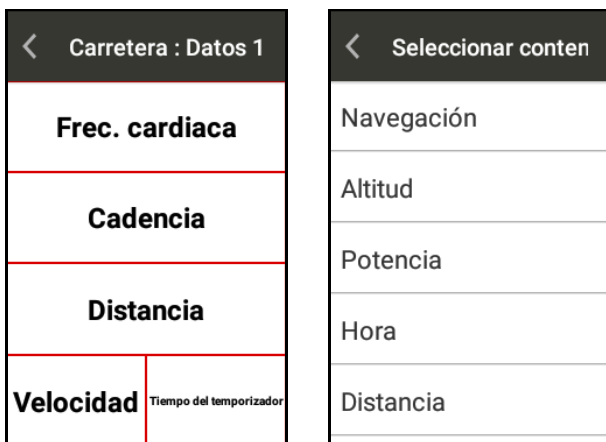 Carretera : Datos 1
Frec. cardiaca
Cadencia
Distancia
Velocidad
Tiempo del temporizador
Seleccionar conten
Navegación
Altitud
Potencia
Hora
Distancia